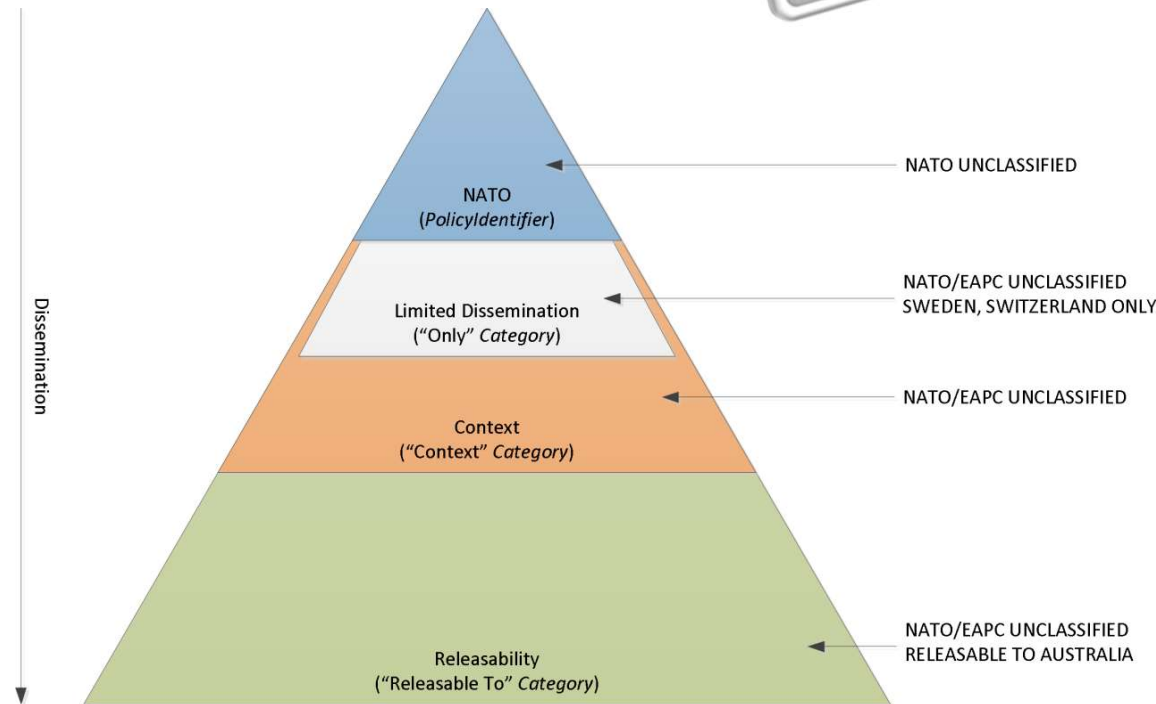 NATO UNCLASSIFIED
NATO
(PolicyIdentifier)
NATO/EAPC UNCLASSIFIED
SWEDEN, SWITZERLAND ONLY
Limited Dissemination
(“Only” Category)
Dissemination
NATO/EAPC UNCLASSIFIED
Context
(“Context” Category)
NATO/EAPC UNCLASSIFIED
RELEASABLE TO AUSTRALIA
Releasability
(“Releasable To” Category)